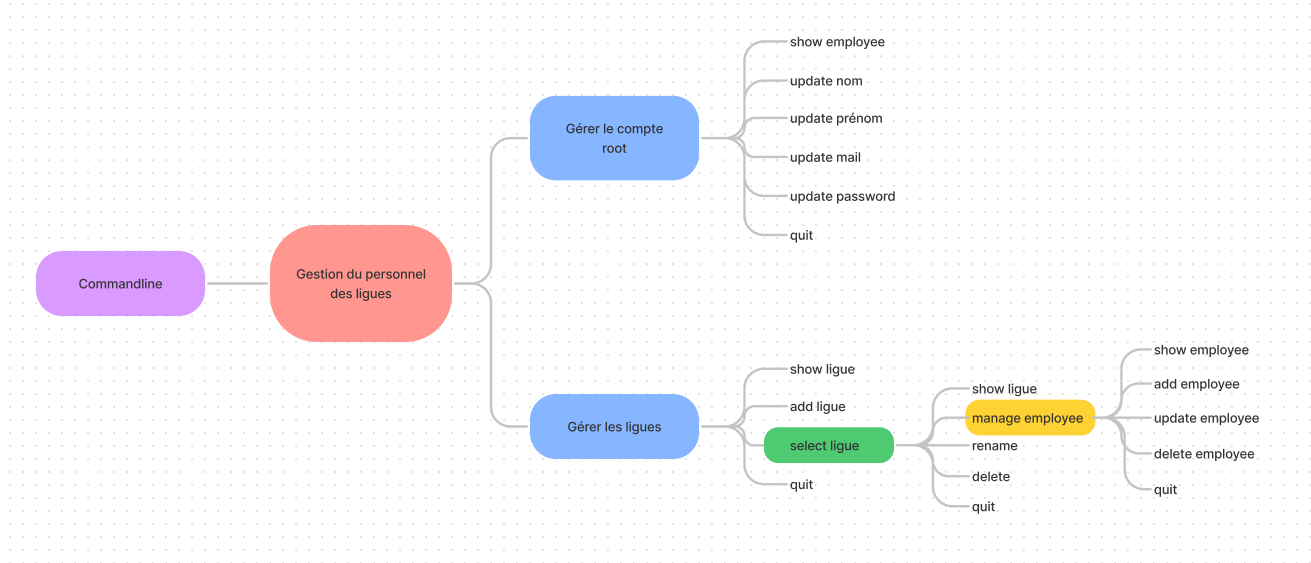 Commandline
Gestion du personnel
des ligues
Gérer le compte
root
show employee
update nom
update prénom
update mail
update password
quit
Gérer les ligues
show ligue
add ligue
select ligue
quit
show ligue
manage employee
rename
delete
quit
show employee
add employee
update employee
delete employee
quit